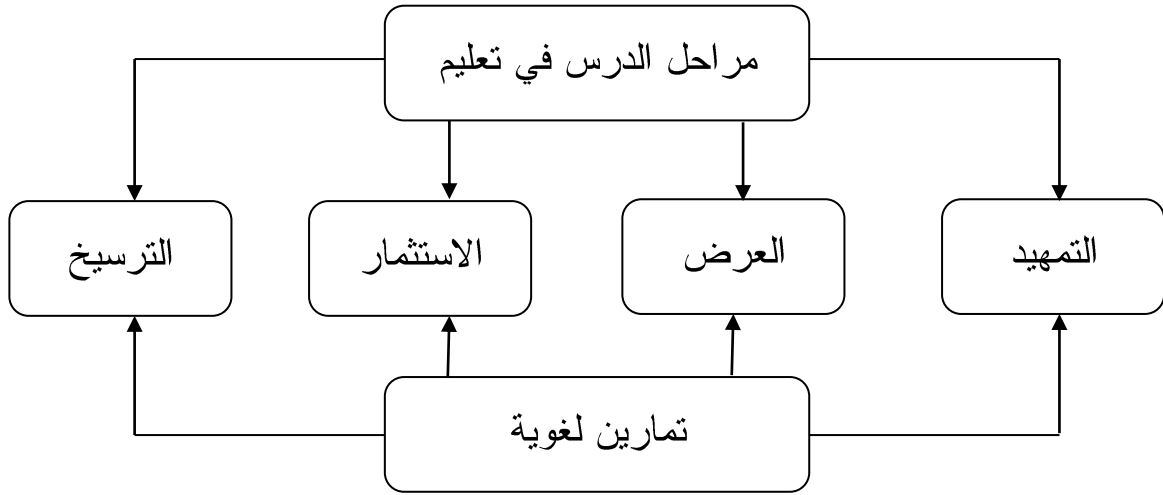 مراحل الدرس في تعليم
التمهيد
العرض
الاستثمار
الترسيخ
تمارين لغوية